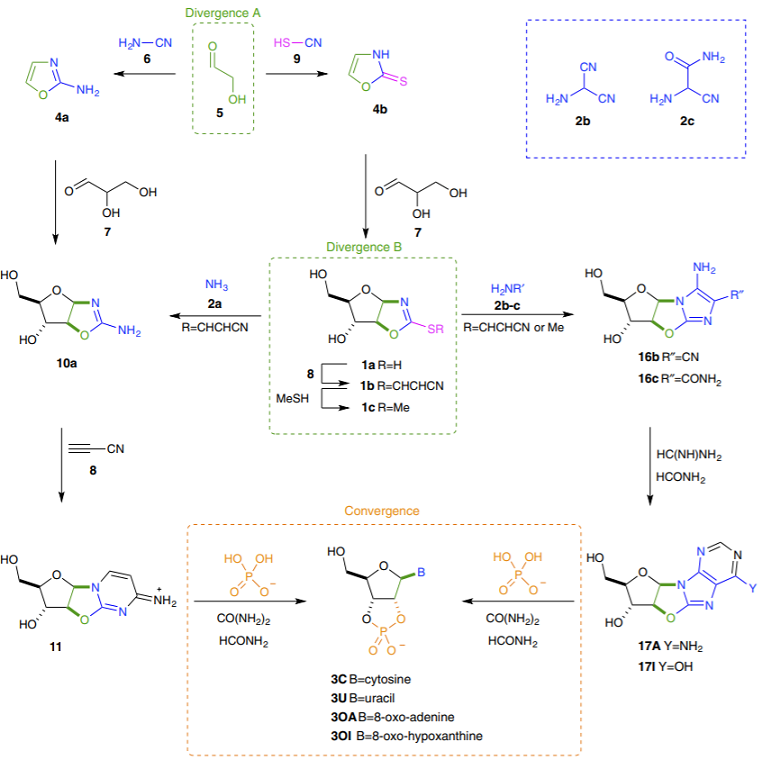 Divergence A
H₂N—CN
6
HS—CN
9
N
O
NH₂
4a
O
OH
5
NH
O
S
4b
CN
H₂N
CN
2b
O
NH₂
H₂N
CN
2c
O
OH
OH
7
O
OH
OH
7
Divergence B
HO
O
N
HO
O
NH₂
10a
NH₃
2a
R=CHCHCN
HO
O
N
HO
O
SR
1a R=H
8
1b R=CHCHCN
MeSH
1c R=Me
H₂NR′
2b-c
R=CHCHCN or Me
NH₂
HO
O
N
R″
HO
O
N
16b R″=CN
16c R″=CONH₂
CN
8
HC(NH)NH₂
HCONH₂
Convergence
HO
O
N
+
NH₂
HO
O
N
11
HO
OH
P
O
O⁻
CO(NH₂)₂
HCONH₂
HO
O
B
O
O
P
O
O⁻
3C B=cytosine
3U B=uracil
3OA B=8-oxo-adenine
3OI B=8-oxo-hypoxanthine
HO
OH
P
O
O⁻
CO(NH₂)₂
HCONH₂
N
N
HO
O
N
Y
HO
O
N
17A Y=NH₂
17I Y=OH